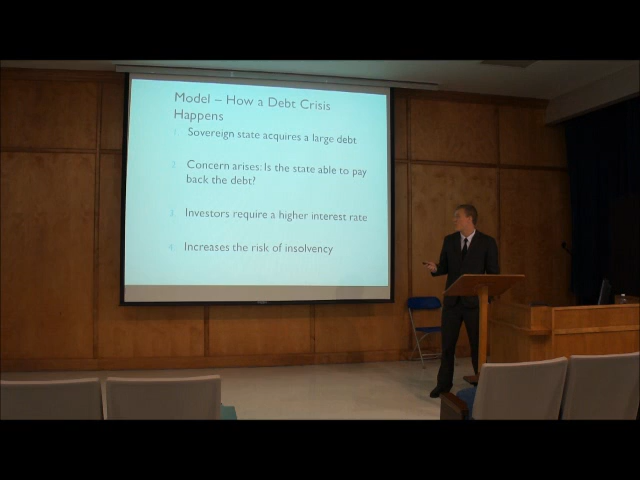 Model – How a Debt Crisis
Happens
1. Sovereign state acquires a large debt
2. Concern arises: Is the state able to pay
back the debt?
3. Investors require a higher interest rate
4. Increases the risk of insolvency